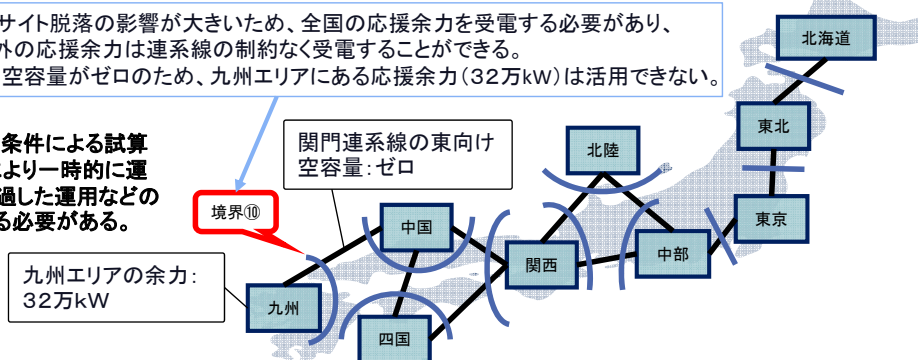 サイト脱落の影響が大きいため、全国の応援余力を受電する必要があり、
外の応援余力は連系線の制約なく受電することができる。
空容量がゼロのため、九州エリアにある応援余力(32万kW)は活用できない。
北海道
条件による試算
より一時的に運
過した運用などの
る必要がある。
関門連系線の東向け
空容量:ゼロ
北陸
東北
境界⑩
中国
東京
関西
中部
九州エリアの余力:
32万kW
九州
四国